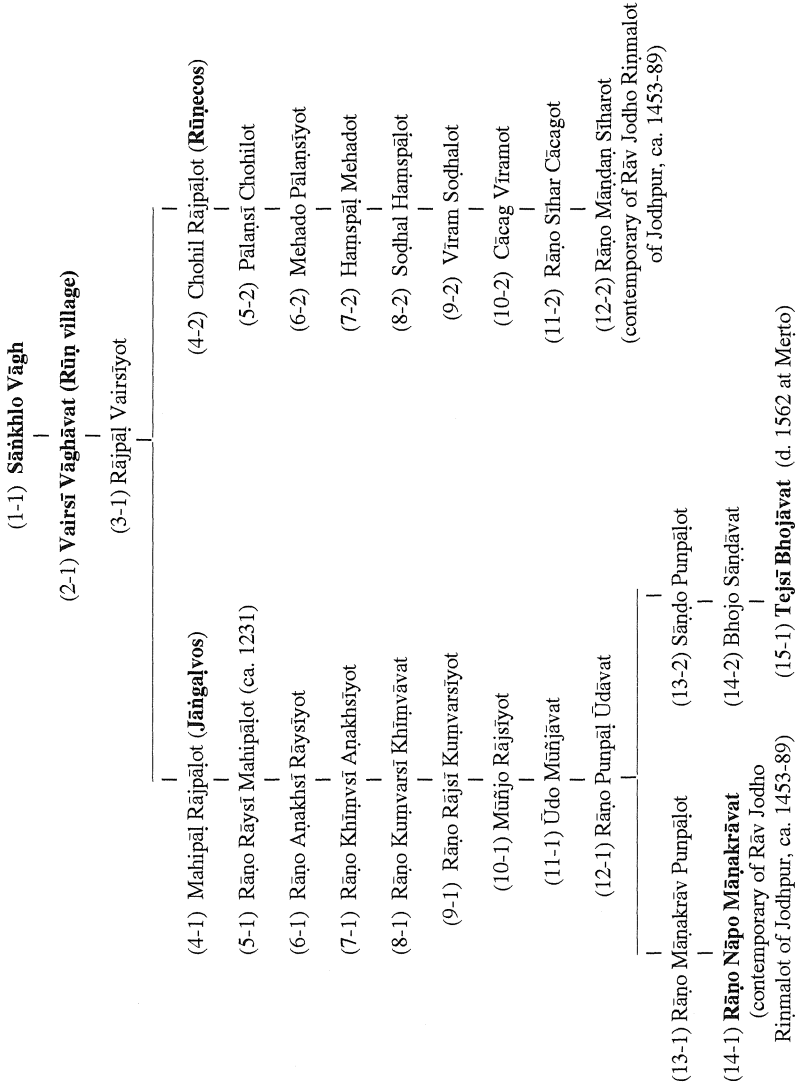 (1-1) Sāṅkhlo Vāgh
(2-1) Vairsī Vāghāvat (Rūṇ village)
(3-1) Rājpāḷ Vairsīyot
(4-1) Mahipāḷ Rājpāḷot (Jāṅgaḷvos)
(4-2) Chohil Rājpāḷot (Rūṇecos)
(5-1) Rāṇo Rāysī Mahipāḷot (ca. 1231)
(5-2) Pālaṇsī Chohilot
(6-1) Rāṇo Aṇakhsī Rāysīyot
(6-2) Mehado Pālaṇsīyot
(7-1) Rāṇo Khīṃvsī Aṇakhsīyot
(7-2) Haṃspāḷ Mehadot
(8-1) Rāṇo Kuṃvarsī Khīṃvāvat
(8-2) Soḍhal Haṃspāḷot
(9-1) Rāṇo Rājsī Kuṃvarsīyot
(9-2) Vīram Soḍhalot
(10-1) Mūñjo Rājsīyot
(10-2) Cācag Vīramot
(11-1) Ūdo Mūñjāvat
(11-2) Rāṇo Sīhar Cācagot
(12-1) Rāṇo Punpāḷ Ūdāvat
(12-2) Rāṇo Māṇḍaṇ Sīharot
(contemporary of Rāv Jodho Riṇmalot
of Jodhpur, ca. 1453-89)
(13-1) Rāṇo Māṇakrāv Punpāḷot
(13-2) Sāṇḍo Punpāḷot
(14-1) Rāṇo Nāpo Māṇakrāvat
(contemporary of Rāv Jodho
Riṇmalot of Jodhpur, ca. 1453-89)
(14-2) Bhojo Sāṇḍāvat
(15-1) Tejsī Bhojāvat (d. 1562 at Meṛto)